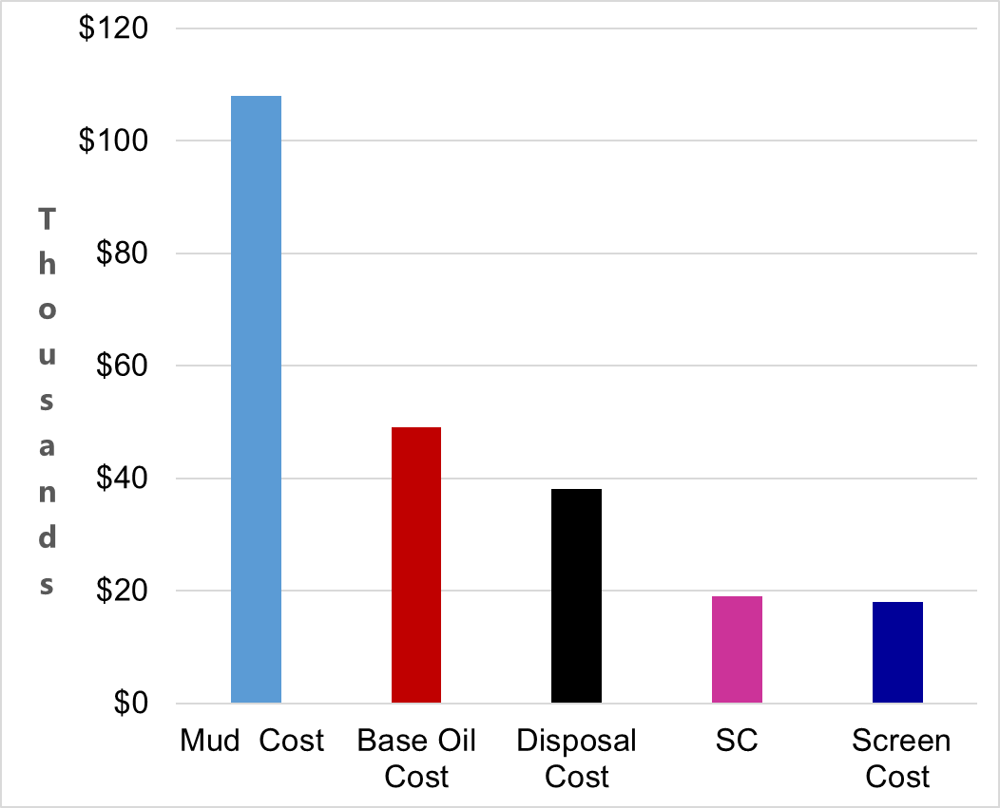 $120
$100
$80
$60
$40
$20
$0
Thousands
Mud Cost
Base Oil Cost
Disposal Cost
SC
Screen Cost